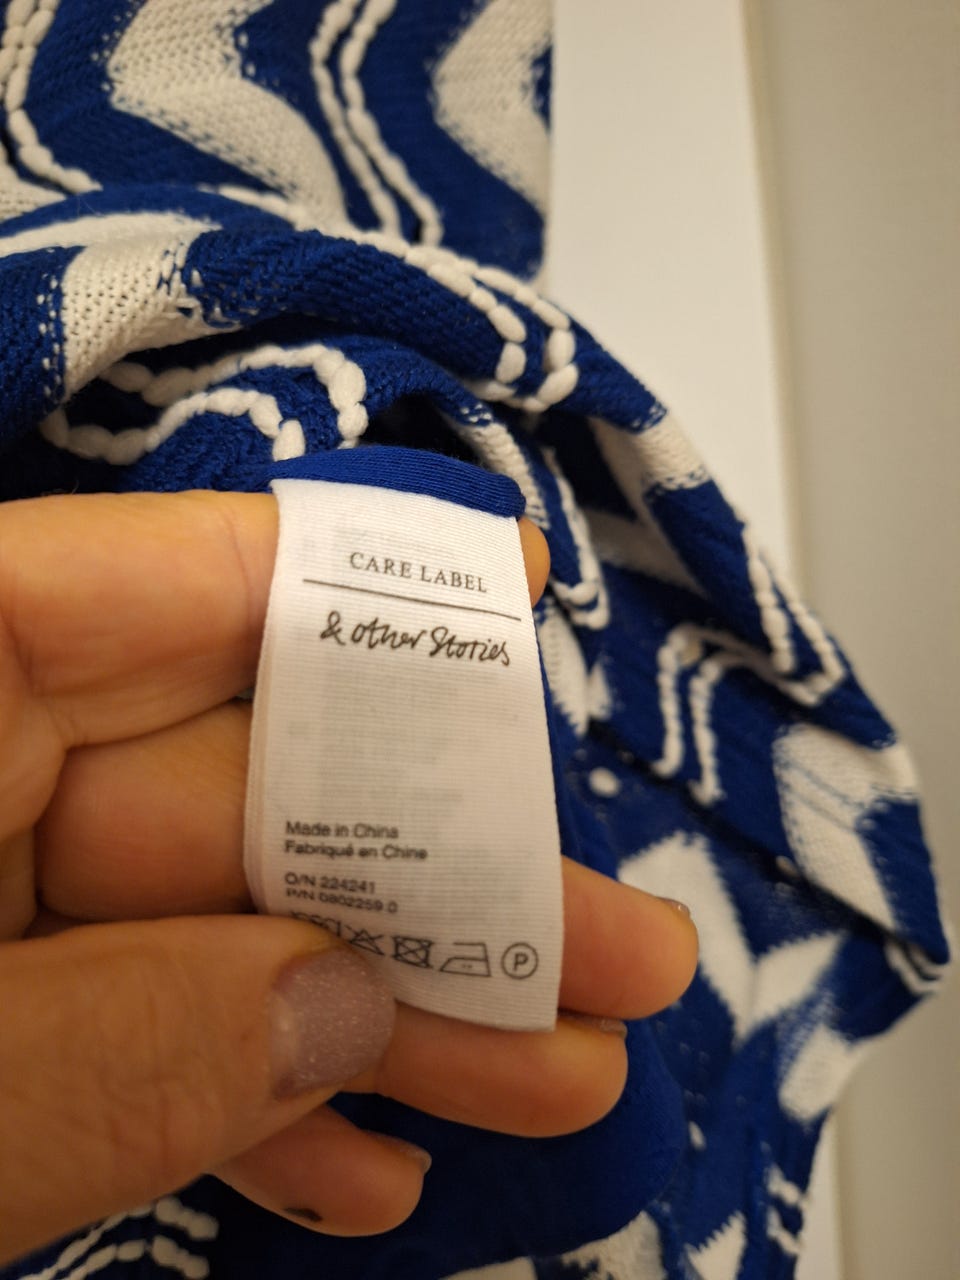 CARE LABEL
& other Stories
Made in China
Fabriqué en Chine
O/N 224241
P/N 0802259.0
P